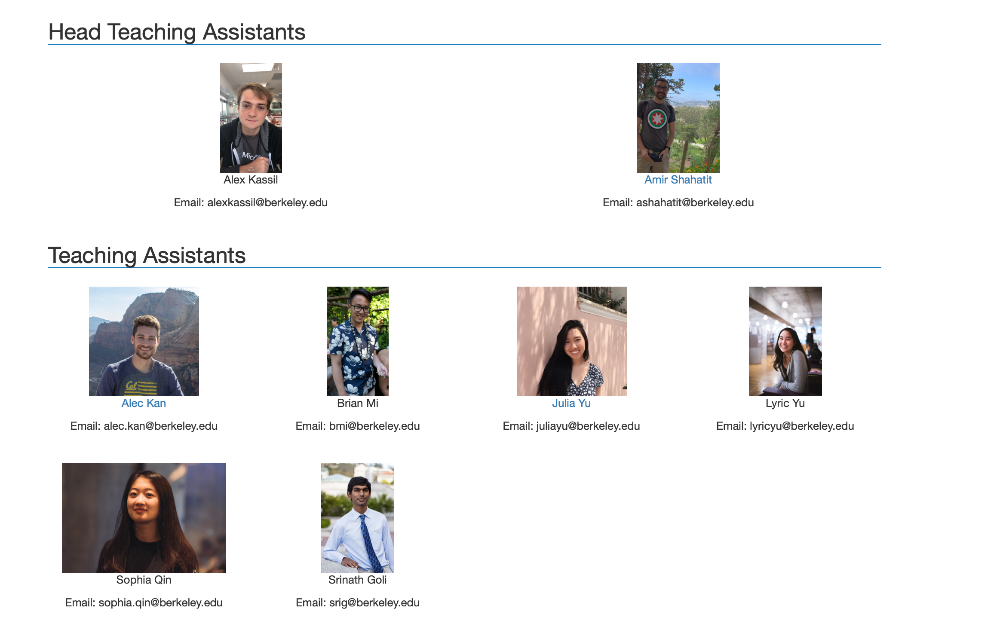 Head Teaching Assistants
Alex Kassil
Amir Shahatit
Email: alexkassil@berkeley.edu
Email: ashahatit@berkeley.edu
Teaching Assistants
Cal
Alec Kan
Brian Mi
Julia Yu
Lyric Yu
Email: alec.kan@berkeley.edu
Email: bmi@berkeley.edu
Email: juliayu@berkeley.edu
Email: lyricyu@berkeley.edu
Sophia Qin
Srinath Goli
Email: sophia.qin@berkeley.edu
Email: srig@berkeley.edu